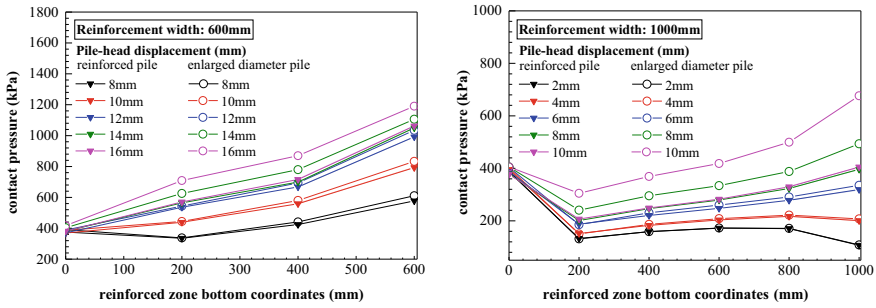 Reinforcement width: 600mm
Pile-head displacement (mm)
reinforced pile enlarged diameter pile
8mm 8mm
10mm 10mm
12mm 12mm
14mm 14mm
16mm 16mm
contact pressure (kPa)
1800
1600
1400
1200
1000
800
600
400
200
0 200 400 600
reinforced zone bottom coordinates (mm)
Reinforcement width: 1000mm
Pile-head displacement (mm)
reinforced pile enlarged diameter pile
2mm 2mm
4mm 4mm
6mm 6mm
8mm 8mm
10mm 10mm
contact pressure (kPa)
1000
800
600
400
200
0 200 400 600 800 1000
reinforced zone bottom coordinates (mm)